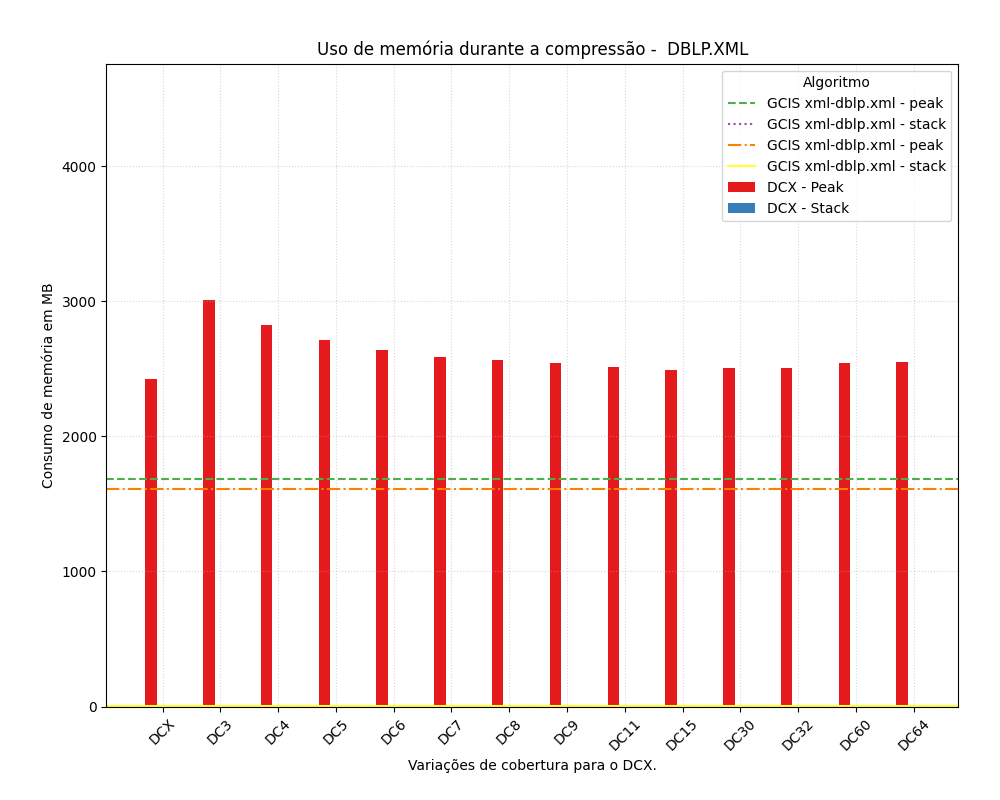 Uso de memória durante a compressão -  DBLP.XML
Algoritmo
GCIS xml-dblp.xml - peak
GCIS xml-dblp.xml - stack
GCIS xml-dblp.xml - peak
GCIS xml-dblp.xml - stack
DCX - Peak
DCX - Stack
Consumo de memória em MB
4000
3000
2000
1000
0
DCX DC3 DC4 DC5 DC6 DC7 DC8 DC9 DC11 DC15 DC30 DC32 DC60 DC64
Variações de cobertura para o DCX.